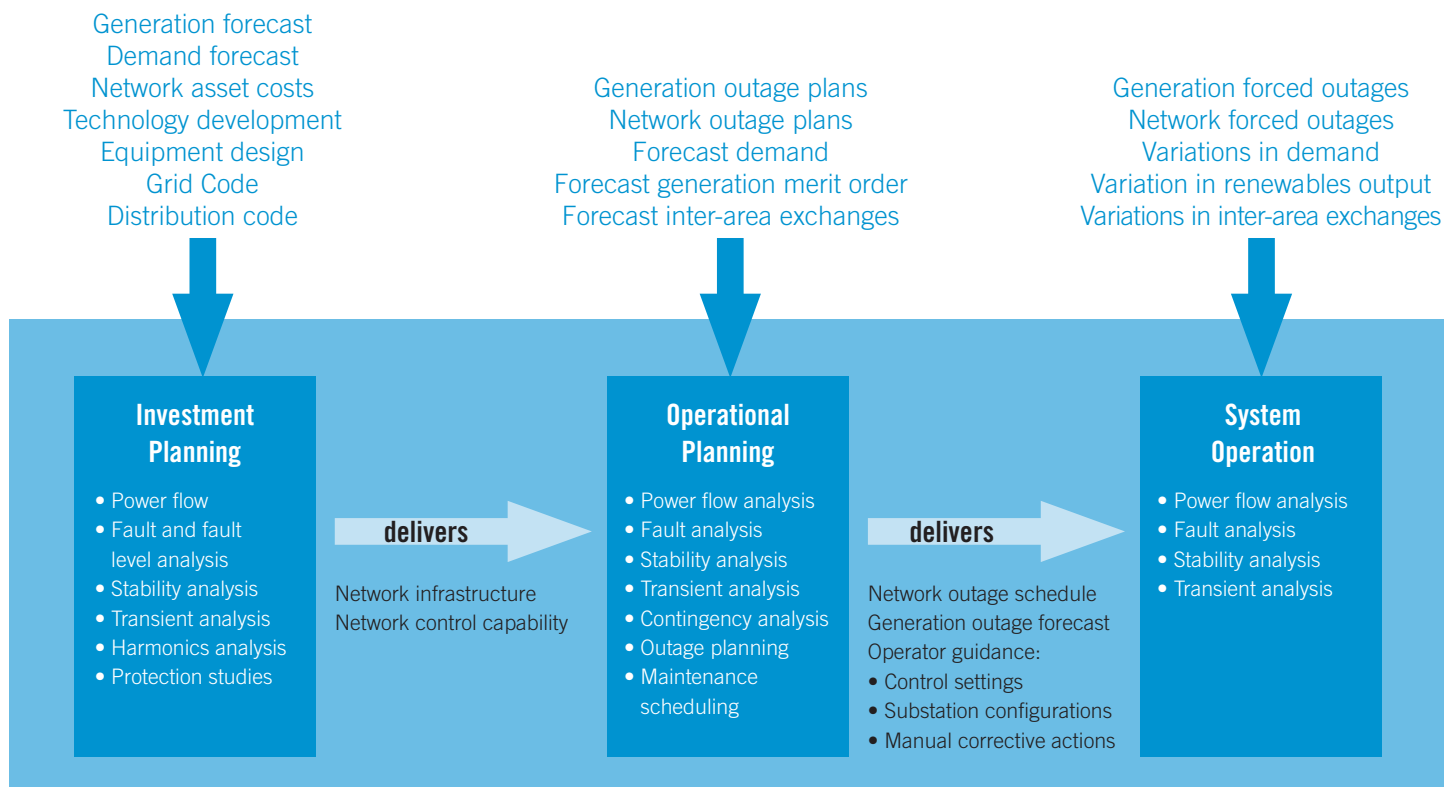 Generation forecast
Demand forecast
Network asset costs
Technology development
Equipment design
Grid Code
Distribution code
Generation outage plans
Network outage plans
Forecast demand
Forecast generation merit order
Forecast inter-area exchanges
Generation forced outages
Network forced outages
Variations in demand
Variation in renewables output
Variations in inter-area exchanges
Investment
Planning
• Power flow
• Fault and fault
level analysis
• Stability analysis
• Transient analysis
• Harmonics analysis
• Protection studies
delivers
Network infrastructure
Network control capability
Operational
Planning
• Power flow analysis
• Fault analysis
• Stability analysis
• Transient analysis
• Contingency analysis
• Outage planning
• Maintenance
scheduling
delivers
Network outage schedule
Generation outage forecast
Operator guidance:
• Control settings
• Substation configurations
• Manual corrective actions
System
Operation
• Power flow analysis
• Fault analysis
• Stability analysis
• Transient analysis